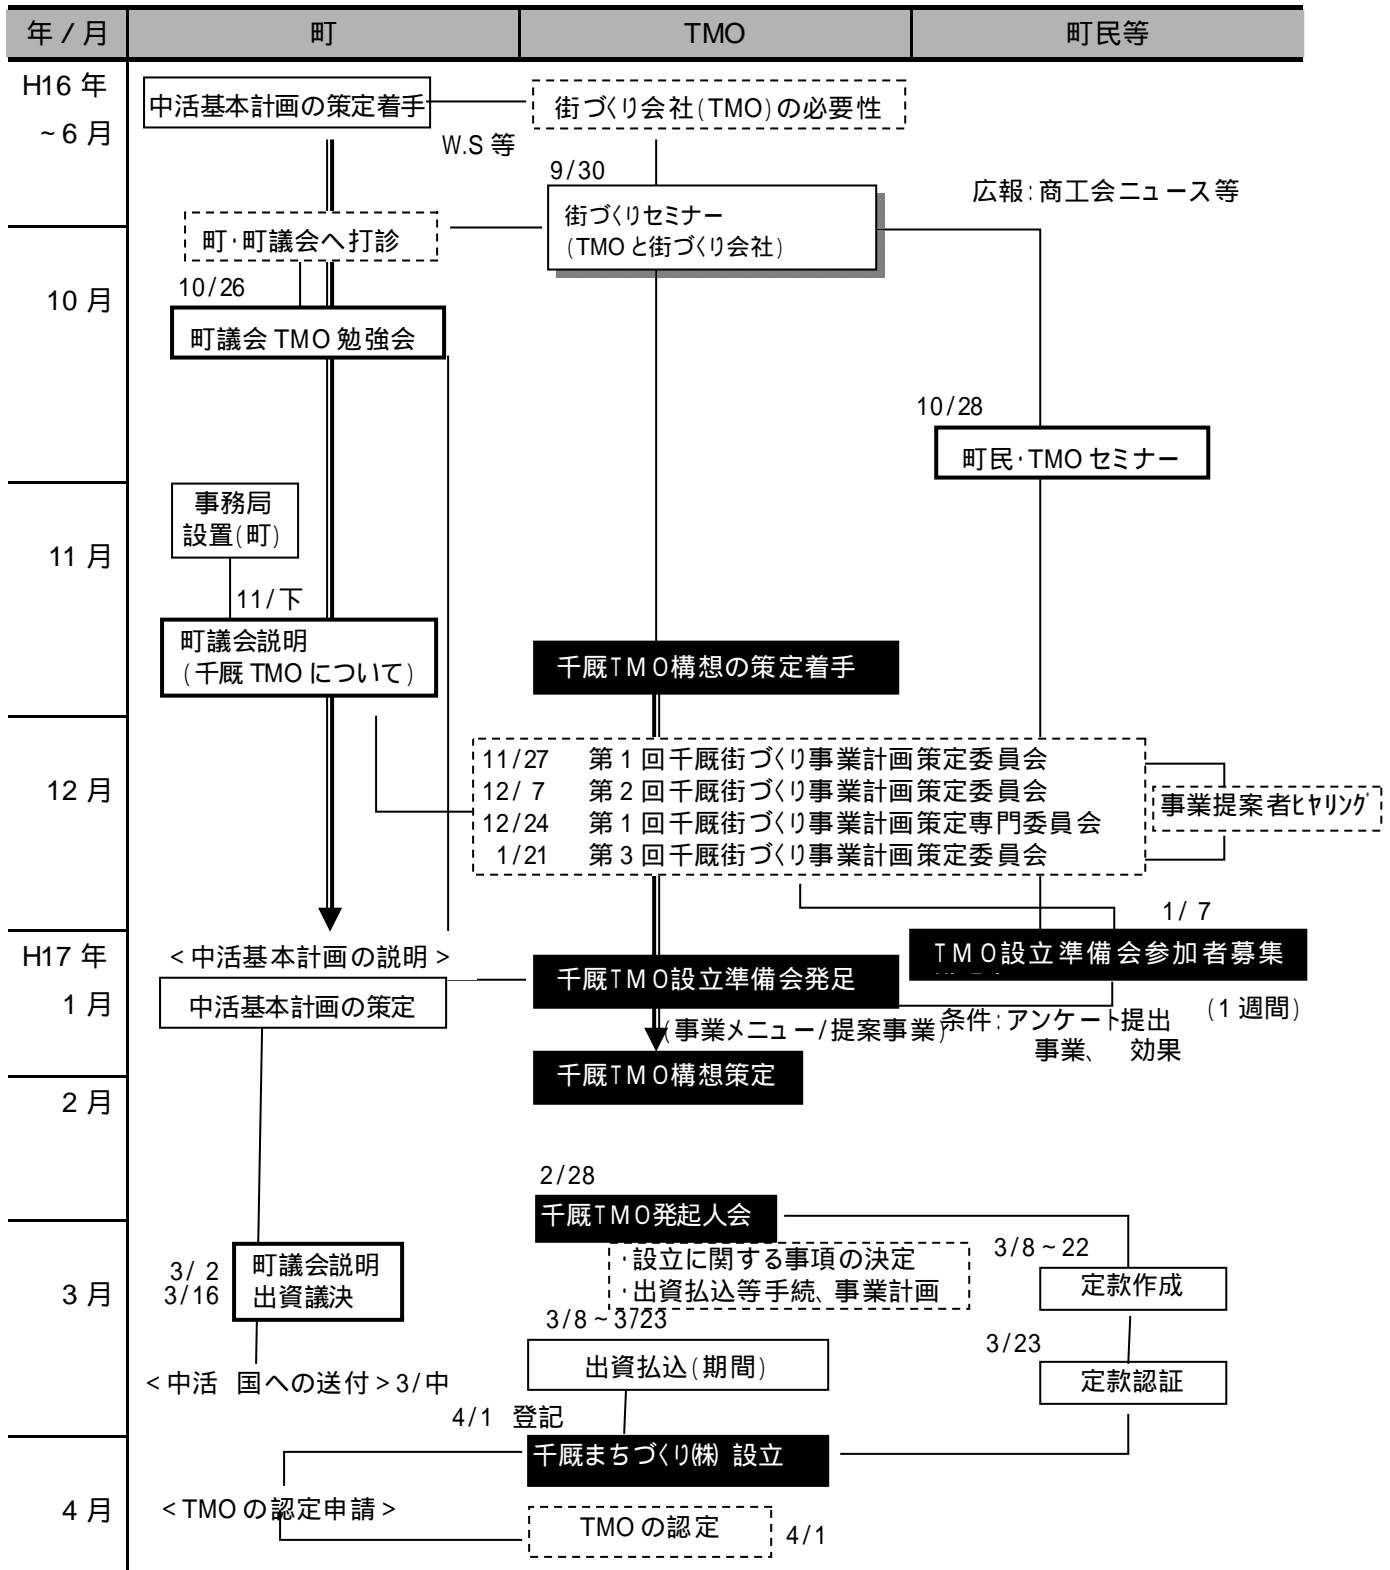 年/月 町 TMO 町民等
H16 年
~6 月
中活基本計画の策定着手
街づくり会社(TMO)の必要性
W.S 等
9/30
街づくりセミナー
(TMO と街づくり会社)
広報:商工会ニュース等
町・町議会へ打診
10 月
10/26
町議会 TMO 勉強会
10/28
町民・TMO セミナー
11 月
事務局
設置(町)
11/下
町議会説明
(千厩 TMO について)
千厩TMO構想の策定着手
12 月
11/27 第1回千厩街づくり事業計画策定委員会
12/ 7 第2回千厩街づくり事業計画策定委員会
12/24 第1回千厩街づくり事業計画策定専門委員会
1/21 第3回千厩街づくり事業計画策定委員会
事業提案者ヒヤリング
H17 年
1 月
1/ 7
<中活基本計画の説明>
中活基本計画の策定
千厩TMO設立準備会発足
TMO設立準備会参加者募集
(1週間)
(事業メニュー/提案事業)
条件:アンケート提出
事業、 効果
千厩TMO構想策定
2 月
2/28
千厩TMO発起人会
・設立に関する事項の決定
・出資払込等手続、事業計画
3 月
3/ 2
3/16
町議会説明
出資議決
3/8~22
定款作成
3/8~3/23
出資払込(期間)
3/23
定款認証
<中活 国への送付>3/中
4/1 登記
千厩まちづくり㈱ 設立
4 月
<TMO の認定申請>
TMO の認定
4/1